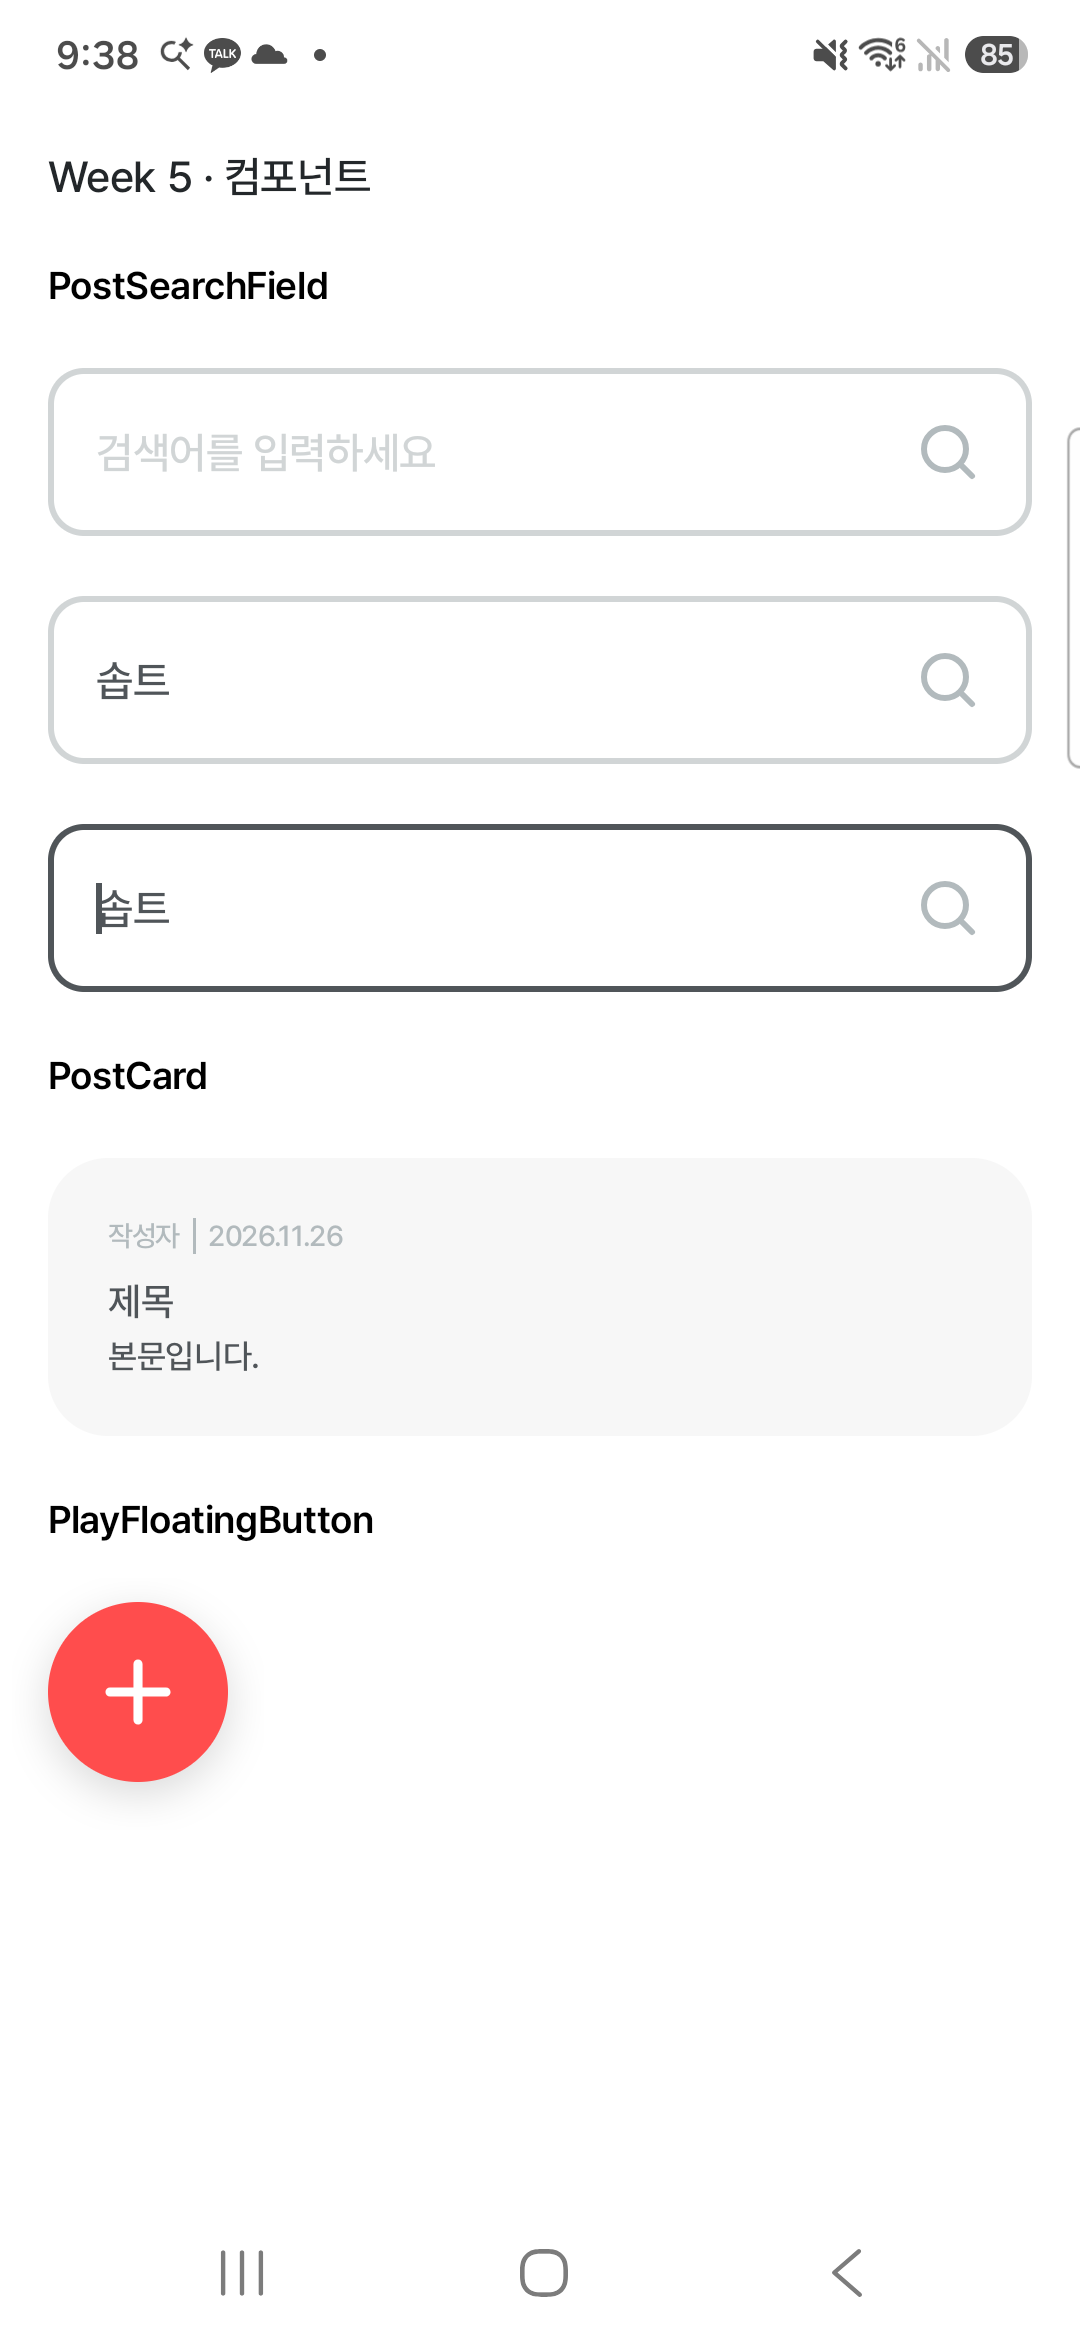 9:38 TALK 6 85
Week 5 · 컴포넌트
PostSearchField
검색어를 입력하세요
솝트
솝트
PostCard
작성자 | 2026.11.26
제목
본문입니다.
PlayFloatingButton